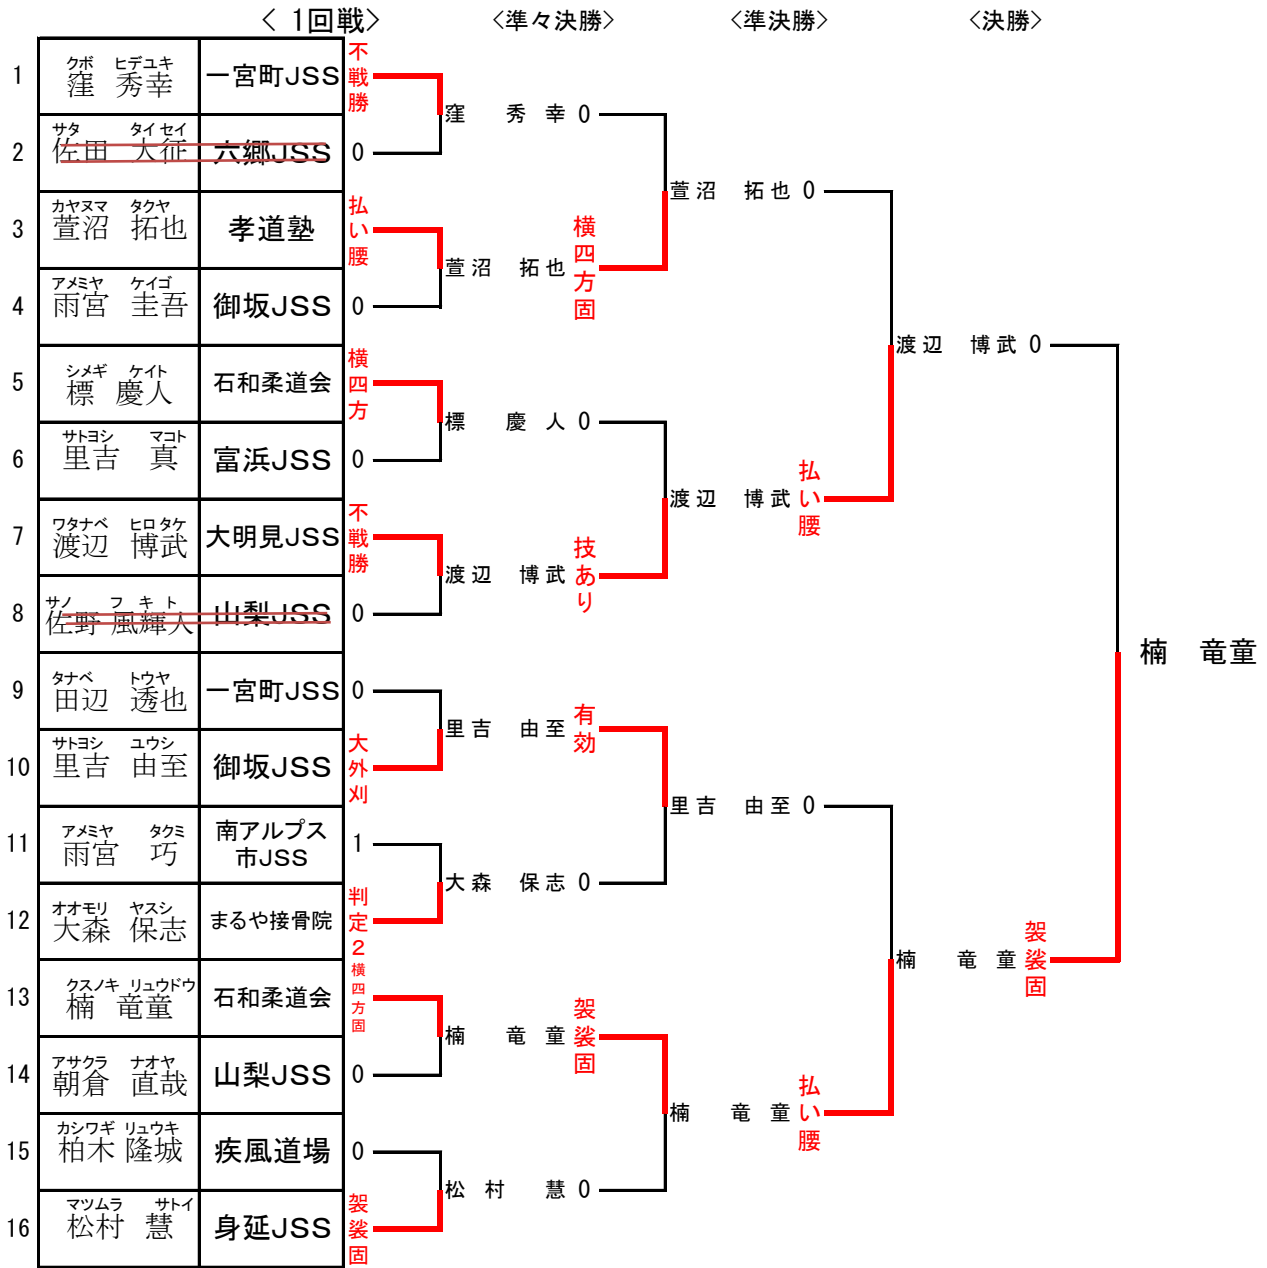 〈 1回戦〉 〈準々決勝〉 〈準決勝〉 〈決勝〉
1 クボ ヒデユキ 窪 秀幸 一宮町JSS 不戦勝
窪 秀幸 0
2 サタ タイセイ 佐田 大征 六郷JSS 0
萱沼 拓也 0
3 カヤヌマ タクヤ 萱沼 拓也 孝道塾 払い腰
萱沼 拓也 横四方固
4 アメミヤ ケイゴ 雨宮 圭吾 御坂JSS 0
渡辺 博武 0
5 シメギ ケイト 標 慶人 石和柔道会 横四方
標 慶人 0
6 サトヨシ マコト 里吉 真 富浜JSS 0
渡辺 博武 払い腰
7 ワタナベ ヒロタケ 渡辺 博武 大明見JSS 不戦勝
渡辺 博武 技あり
8 サノ フキト 佐野 風輝人 山梨JSS 0
楠 竜童
9 タナベ トウヤ 田辺 透也 一宮町JSS 0
里吉 由至 有効
10 サトヨシ ユウシ 里吉 由至 御坂JSS 大外刈
里吉 由至 0
11 アメミヤ タクミ 雨宮 巧 南アルプス市JSS 1
大森 保志 0
12 オオモリ ヤスシ 大森 保志 まるや接骨院 判定2
楠 竜童 袈裟固
13 クスノキ リュウドウ 楠 竜童 石和柔道会 横四方固
楠 竜童 袈裟固
14 アサクラ ナオヤ 朝倉 直哉 山梨JSS 0
楠 竜童 払い腰
15 カシワギ リュウキ 柏木 隆城 疾風道場 0
松村 慧 0
16 マツムラ サトイ 松村 慧 身延JSS 袈裟固